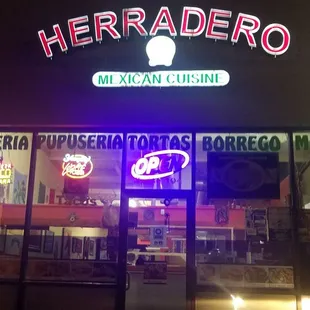 HERRADERO
MEXICAN CUISINE
ERIA PUPUSERIA TORTAS BORREGO M
OPEN